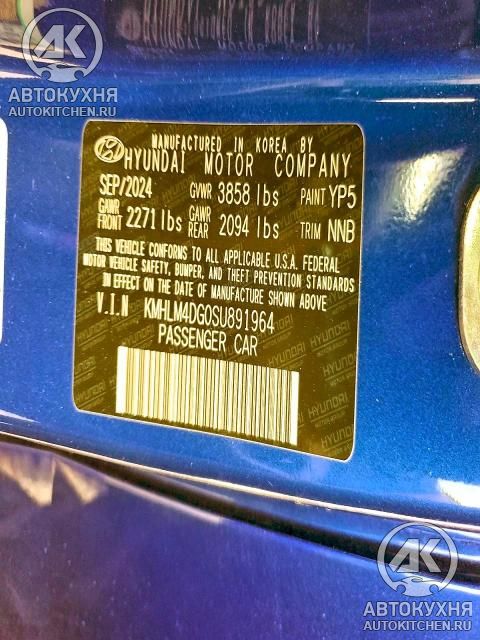 АК
АВТОКУХНЯ
AUTOKITCHEN.RU
MANUFACTURED IN KOREA BY
HYUNDAI MOTOR COMPANY
SEP/2024 GVWR 3858 lbs PAINT YP5
GAWR FRONT 2271 lbs GAWR REAR 2094 lbs TRIM NNB
THIS VEHICLE CONFORMS TO ALL APPLICABLE U.S.A. FEDERAL
MOTOR VEHICLE SAFETY, BUMPER, AND THEFT PREVENTION STANDARDS
IN EFFECT ON THE DATE OF MANUFACTURE SHOWN ABOVE
V.I.N KMHLM4DG0SU891964
PASSENGER CAR
АК
АВТОКУХНЯ
AUTOKITCHEN.RU